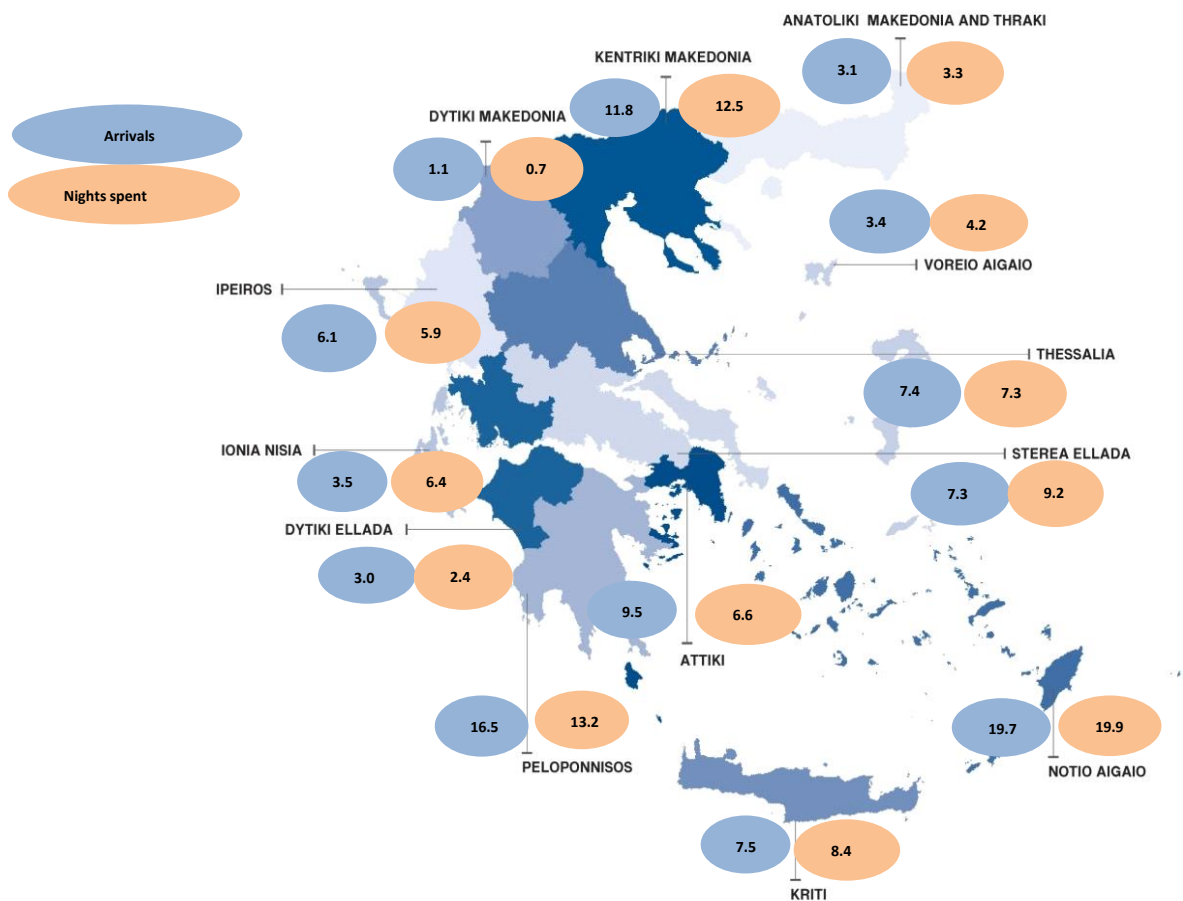 ANATOLIKI MAKEDONIA AND THRAKI
3.1
3.3
KENTRIKI MAKEDONIA
11.8
12.5
DYTIKI MAKEDONIA
1.1
0.7
Arrivals
Nights spent
3.4
4.2
VOREIO AIGAIO
IPEIROS
6.1
5.9
THESSALIA
7.4
7.3
IONIA NISIA
3.5
6.4
STEREA ELLADA
7.3
9.2
DYTIKI ELLADA
3.0
2.4
9.5
6.6
ATTIKI
16.5
13.2
PELOPONNISOS
19.7
19.9
NOTIO AIGAIO
7.5
8.4
KRITI